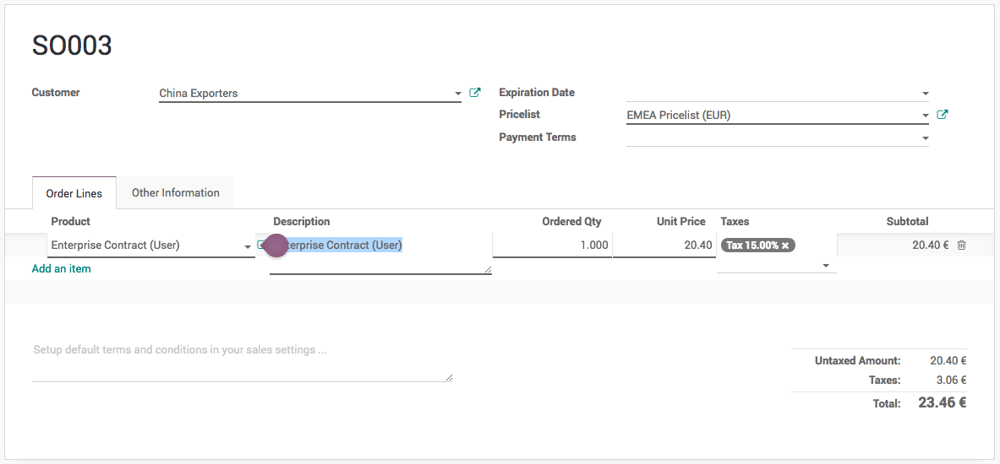 SO003
Customer China Exporters Expiration Date
Pricelist EMEA Pricelist (EUR)
Payment Terms
Order Lines Other Information
Product Description Ordered Qty Unit Price Taxes Subtotal
Enterprise Contract (User) terprise Contract (User) 1.000 20.40 Tax 15.00% × 20.40 €
Add an item
Setup default terms and conditions in your sales settings ...
Untaxed Amount: 20.40 €
Taxes: 3.06 €
Total: 23.46 €